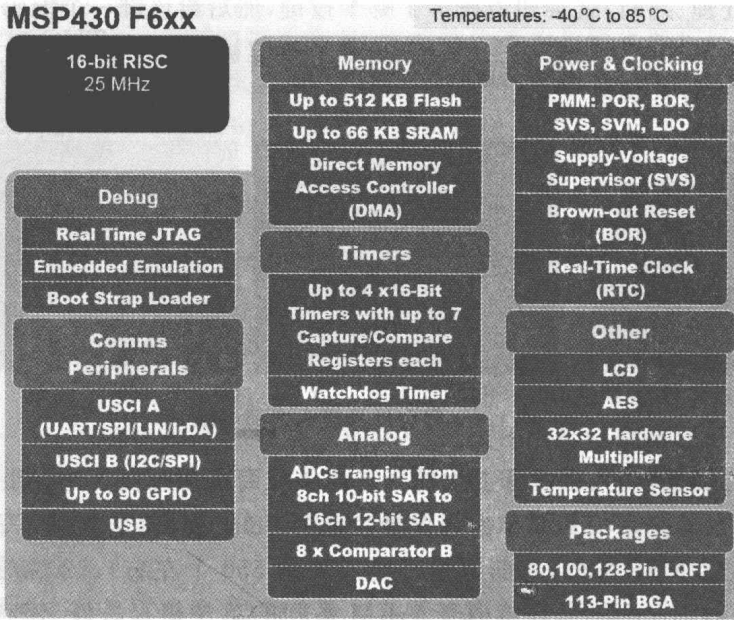 MSP430 F6xx
Temperatures: -40 °C to 85 °C
16-bit RISC
25 MHz
Debug
Real Time JTAG
Embedded Emulation
Boot Strap Loader
Comms
Peripherals
USCI A
(UART/SPI/LIN/IrDA)
USCI B (I2C/SPI)
Up to 90 GPIO
USB
Memory
Up to 512 KB Flash
Up to 66 KB SRAM
Direct Memory
Access Controller
(DMA)
Timers
Up to 4 x16-Bit
Timers with up to 7
Capture/Compare
Registers each
Watchdog Timer
Analog
ADCs ranging from
8ch 10-bit SAR to
16ch 12-bit SAR
8 x Comparator B
DAC
Power & Clocking
PMM: POR, BOR,
SVS, SVM, LDO
Supply-Voltage
Supervisor (SVS)
Brown-out Reset
(BOR)
Real-Time Clock
(RTC)
Other
LCD
AES
32x32 Hardware
Multiplier
Temperature Sensor
Packages
80,100,128-Pin LQFP
113-Pin BGA